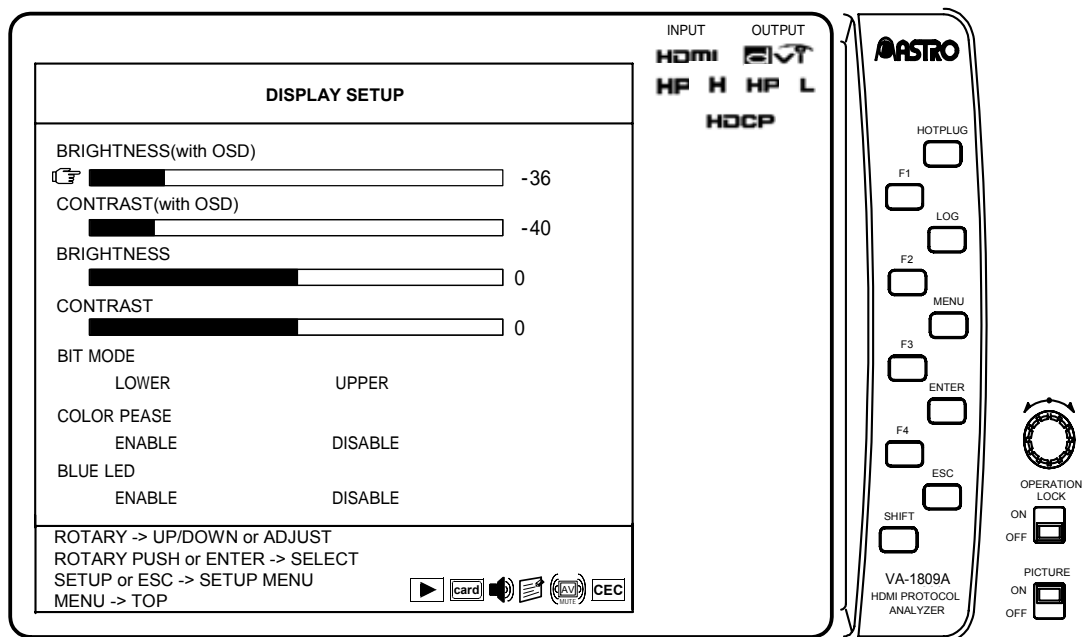 DISPLAY SETUP
BRIGHTNESS(with OSD)
-36
CONTRAST(with OSD)
-40
BRIGHTNESS
0
CONTRAST
0
BIT MODE
LOWER UPPER
COLOR PEASE
ENABLE DISABLE
BLUE LED
ENABLE DISABLE
ROTARY -> UP/DOWN or ADJUST
ROTARY PUSH or ENTER -> SELECT
SETUP or ESC -> SETUP MENU
MENU -> TOP
card
AV
MUTE
CEC
INPUT OUTPUT
HDMI DVI
HP H HP L
HDCP
ASTRO
HOTPLUG
F1
LOG
F2
MENU
F3
ENTER
F4
ESC
SHIFT
VA-1809A
HDMI PROTOCOL
ANALYZER
OPERATION
LOCK
ON
OFF
PICTURE
ON
OFF